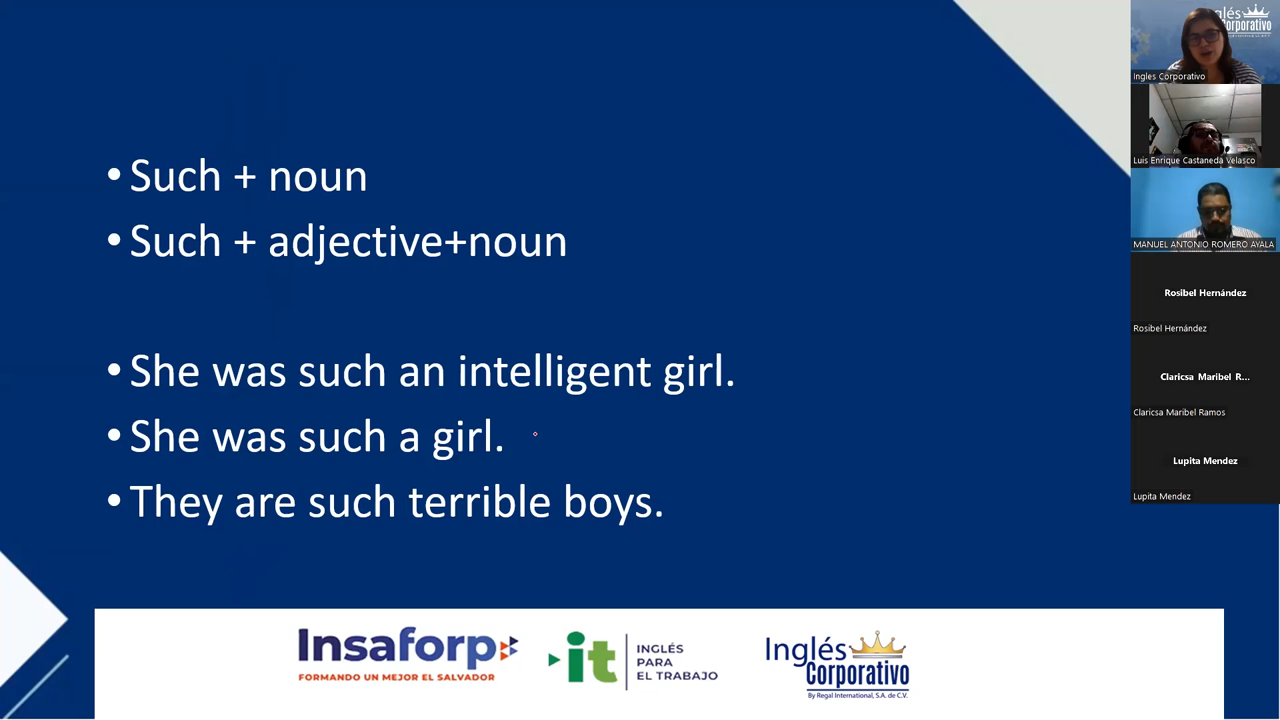 • Such + noun
• Such + adjective+noun
• She was such an intelligent girl.
• She was such a girl.
• They are such terrible boys.
Insaforp
FORMANDO UN MEJOR EL SALVADOR
it
INGLÉS
PARA
EL TRABAJO
Inglés
Corporativo
By Regal International, S.A. de C.V.
glés
Corporativo
Ingles Corporativo
Luis Enrique Castaneda Velasco
MANUEL ANTONIO ROMERO AYALA
Rosibel Hernández
Rosibel Hernández
Claricsa Maribel R...
Claricsa Maribel Ramos
Lupita Mendez
Lupita Mendez